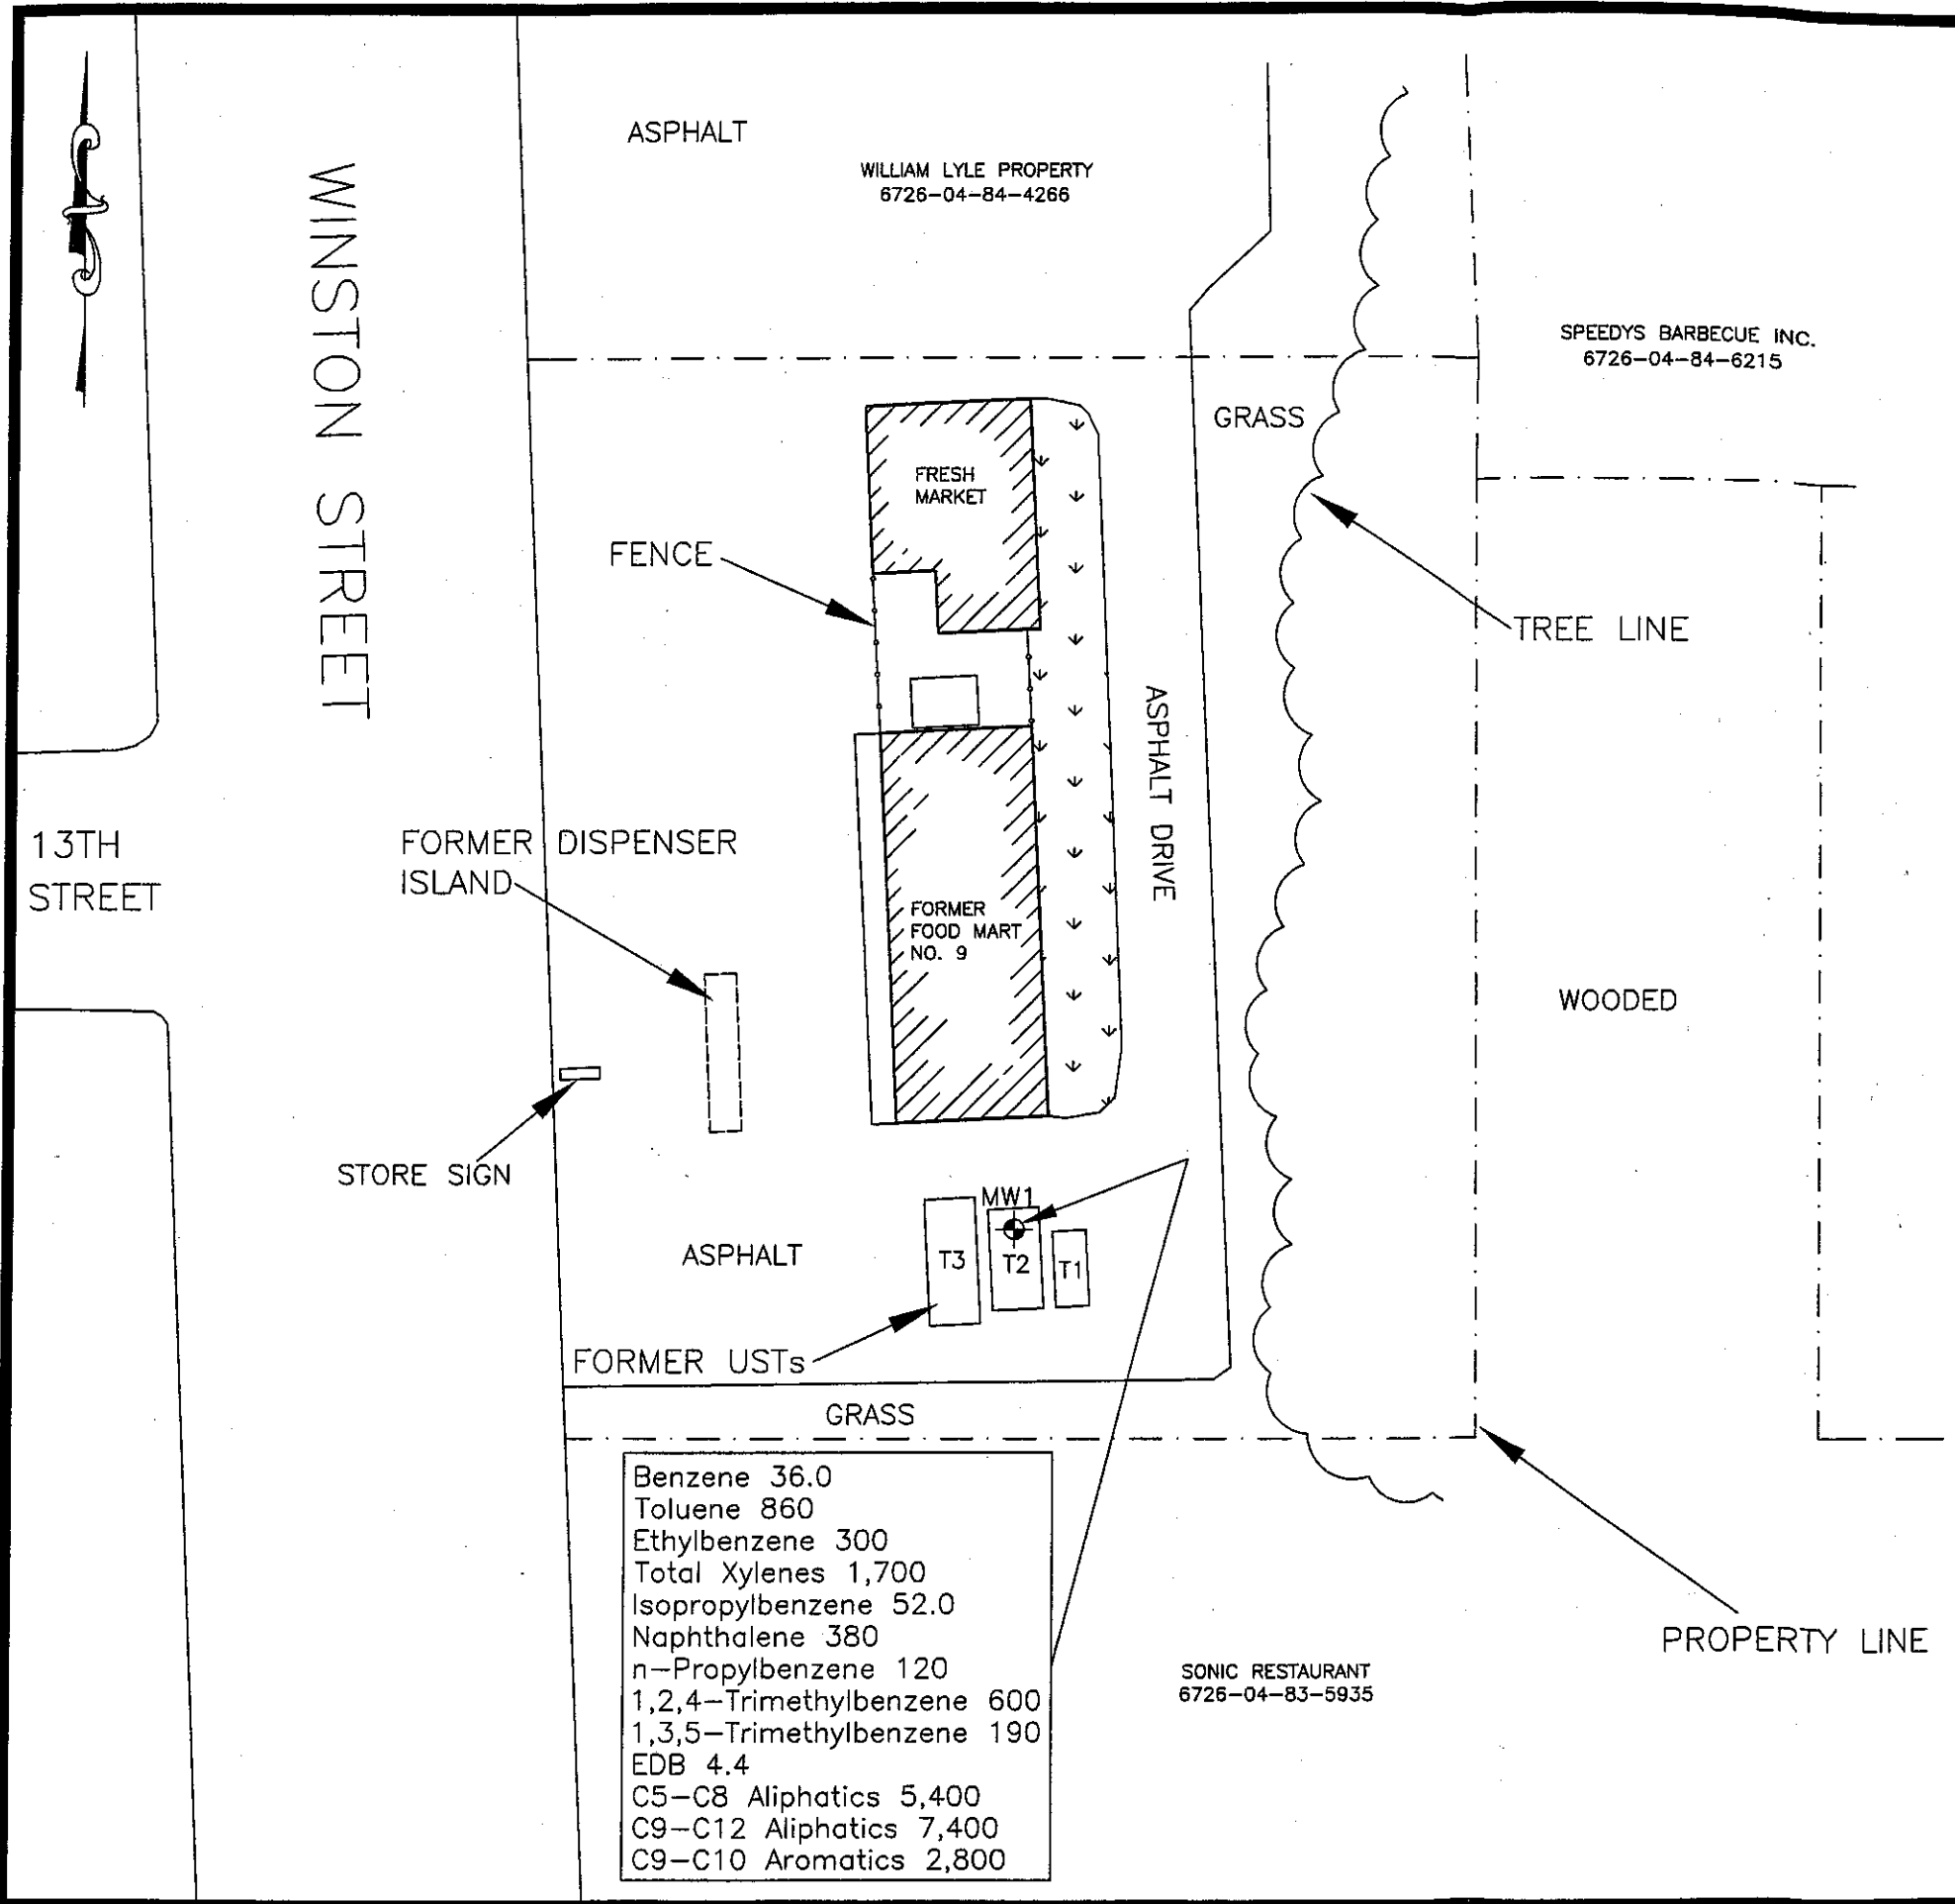 ASPHALT
WILLIAM LYLE PROPERTY
6726-04-84-4266
WINSTON STREET
SPEEDYS BARBECUE INC.
6726-04-84-6215
GRASS
FRESH
MARKET
FENCE
TREE LINE
ASPHALT DRIVE
13TH
STREET
FORMER DISPENSER
ISLAND
FORMER
FOOD MART
NO. 9
WOODED
STORE SIGN
MW1
ASPHALT
T3
T2
T1
FORMER USTs
GRASS
Benzene 36.0
Toluene 860
Ethylbenzene 300
Total Xylenes 1,700
Isopropylbenzene 52.0
Naphthalene 380
n-Propylbenzene 120
1,2,4-Trimethylbenzene 600
1,3,5-Trimethylbenzene 190
EDB 4.4
C5-C8 Aliphatics 5,400
C9-C12 Aliphatics 7,400
C9-C10 Aromatics 2,800
PROPERTY LINE
SONIC RESTAURANT
6726-04-83-5935